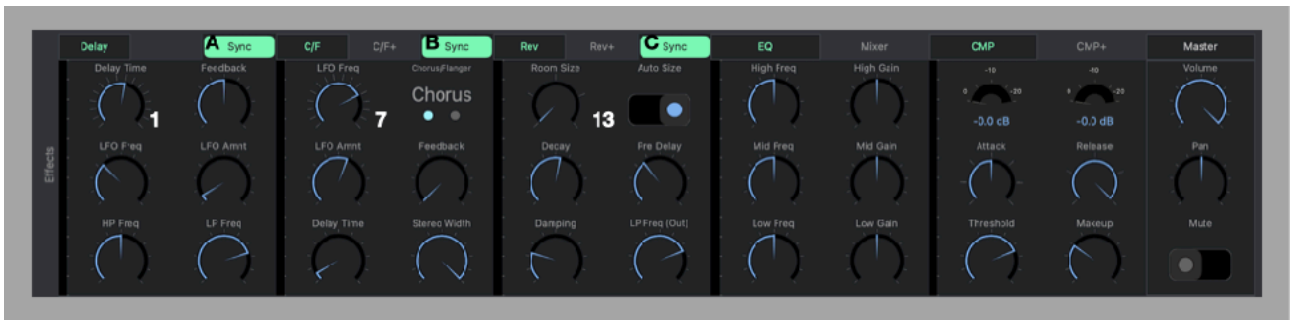 Delay A Sync C/F C/F+ B Sync Rev Rev+ C Sync EQ Mixer CMP CMP+ Master
Delay Time Feedback LFO Freq Chorus/Flanger Room Size Auto Size High Freq High Gain -10 -10 Volume
Chorus 0 -20 0 -20
1 7 13 -0.0 dB -0.0 dB
Effects
LFO Freq LFO Amnt LFO Amnt Feedback Decay Pre Delay Mid Freq Mid Gain Attack Release Pan
HP Freq LF Freq Delay Time Stereo Width Damping LP Freq (Out) Low Freq Low Gain Threshold Makeup Mute